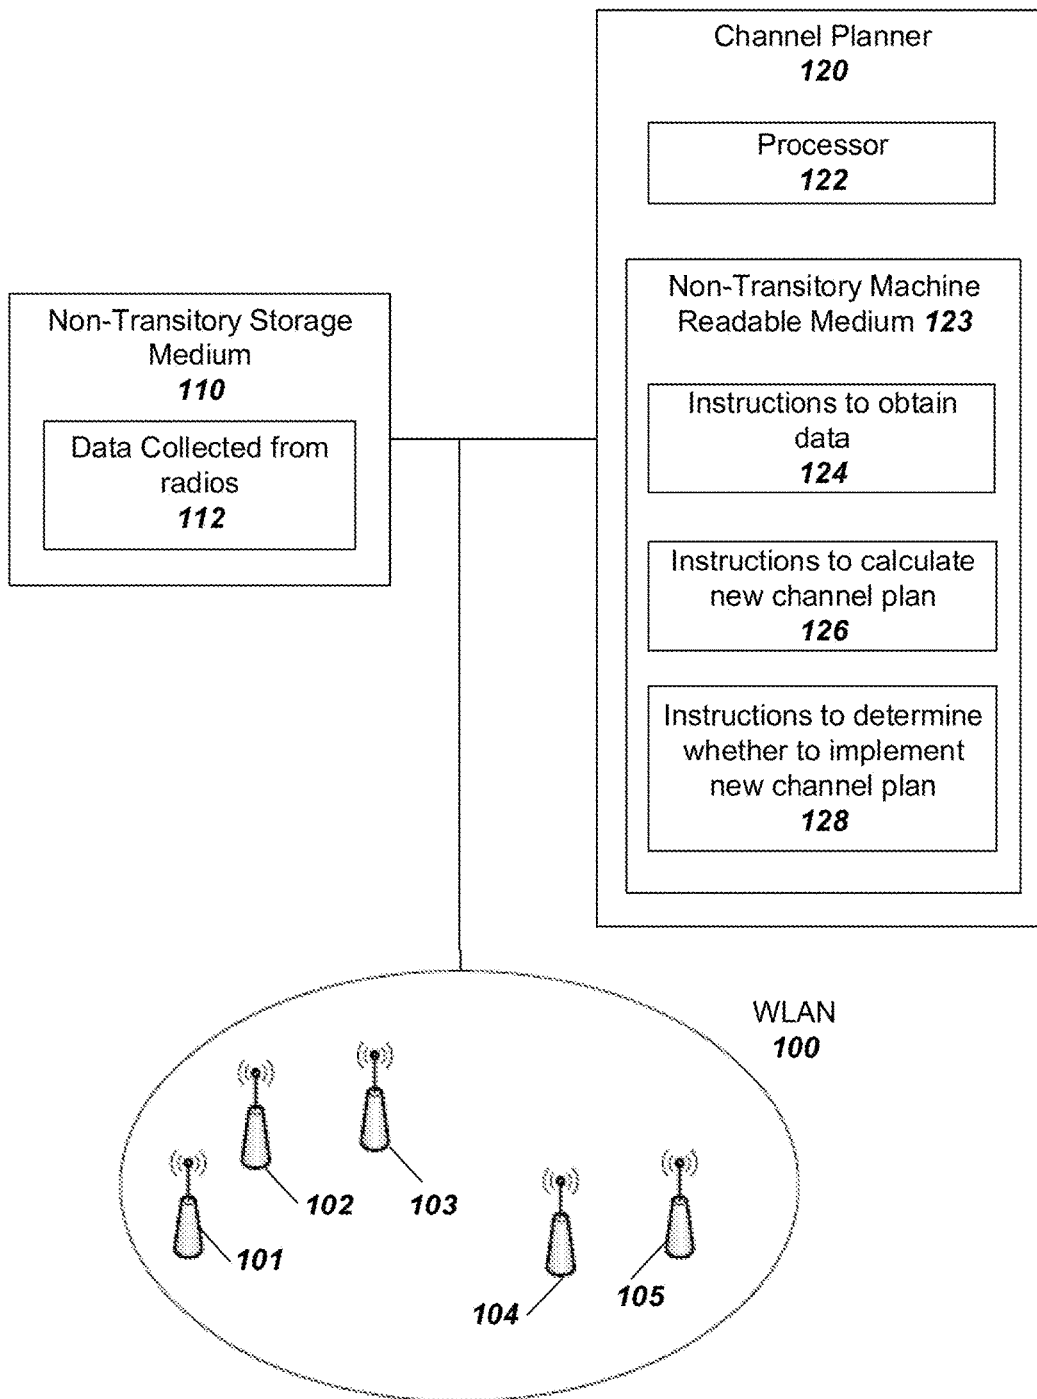 Channel Planner
120
Processor
122
Non-Transitory Machine
Readable Medium 123
Instructions to obtain
data
124
Instructions to calculate
new channel plan
126
Instructions to determine
whether to implement
new channel plan
128
Non-Transitory Storage
Medium
110
Data Collected from
radios
112
WLAN
100
101
102
103
104
105